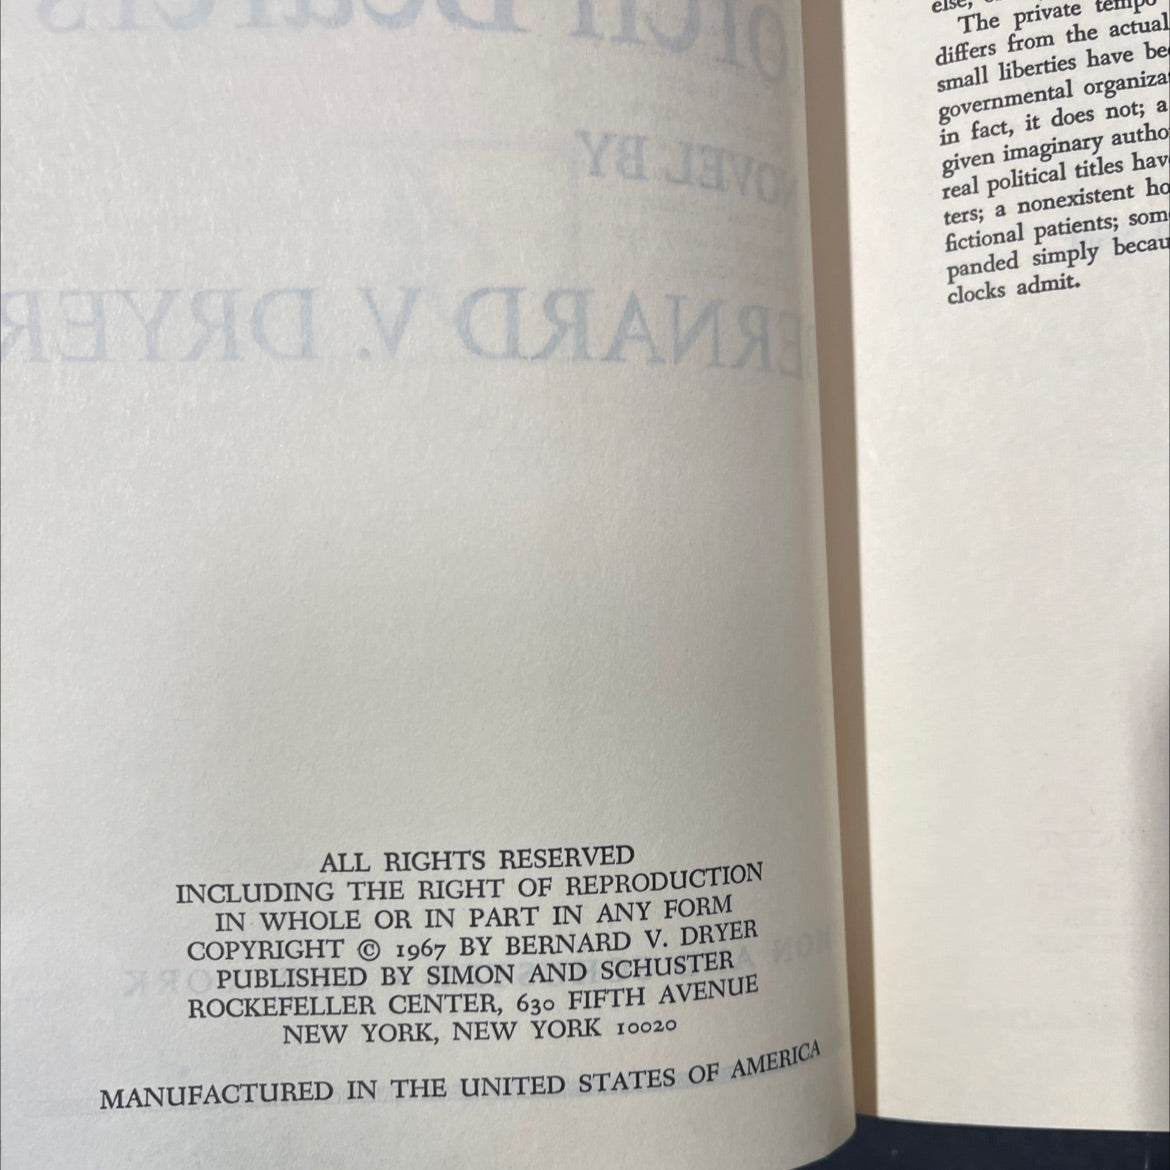 ALL RIGHTS RESERVED
INCLUDING THE RIGHT OF REPRODUCTION
IN WHOLE OR IN PART IN ANY FORM
COPYRIGHT © 1967 BY BERNARD V. DRYER
PUBLISHED BY SIMON AND SCHUSTER
ROCKEFELLER CENTER, 630 FIFTH AVENUE
NEW YORK, NEW YORK 10020
MANUFACTURED IN THE UNITED STATES OF AMERICA
else,
The private tempo
differs from the actual
small liberties have be
governmental organiza
in fact, it does not; a
given imaginary autho
real political titles hav
ters; a nonexistent ho
fictional patients; som
panded simply becau
clocks admit.